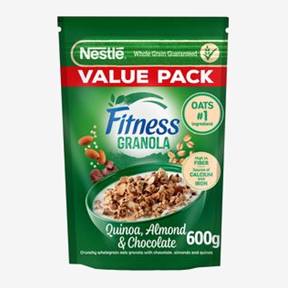 Nestlé
Whole Grain Guaranteed
VALUE PACK
OATS
#1
ingredient
Fitness
GRANOLA
High in
FIBER
Source of
CALCIUM
and
IRON
Quinoa, Almond
& Chocolate
600g
Crunchy wholegrain oats granola with chocolate, almonds and quinoa